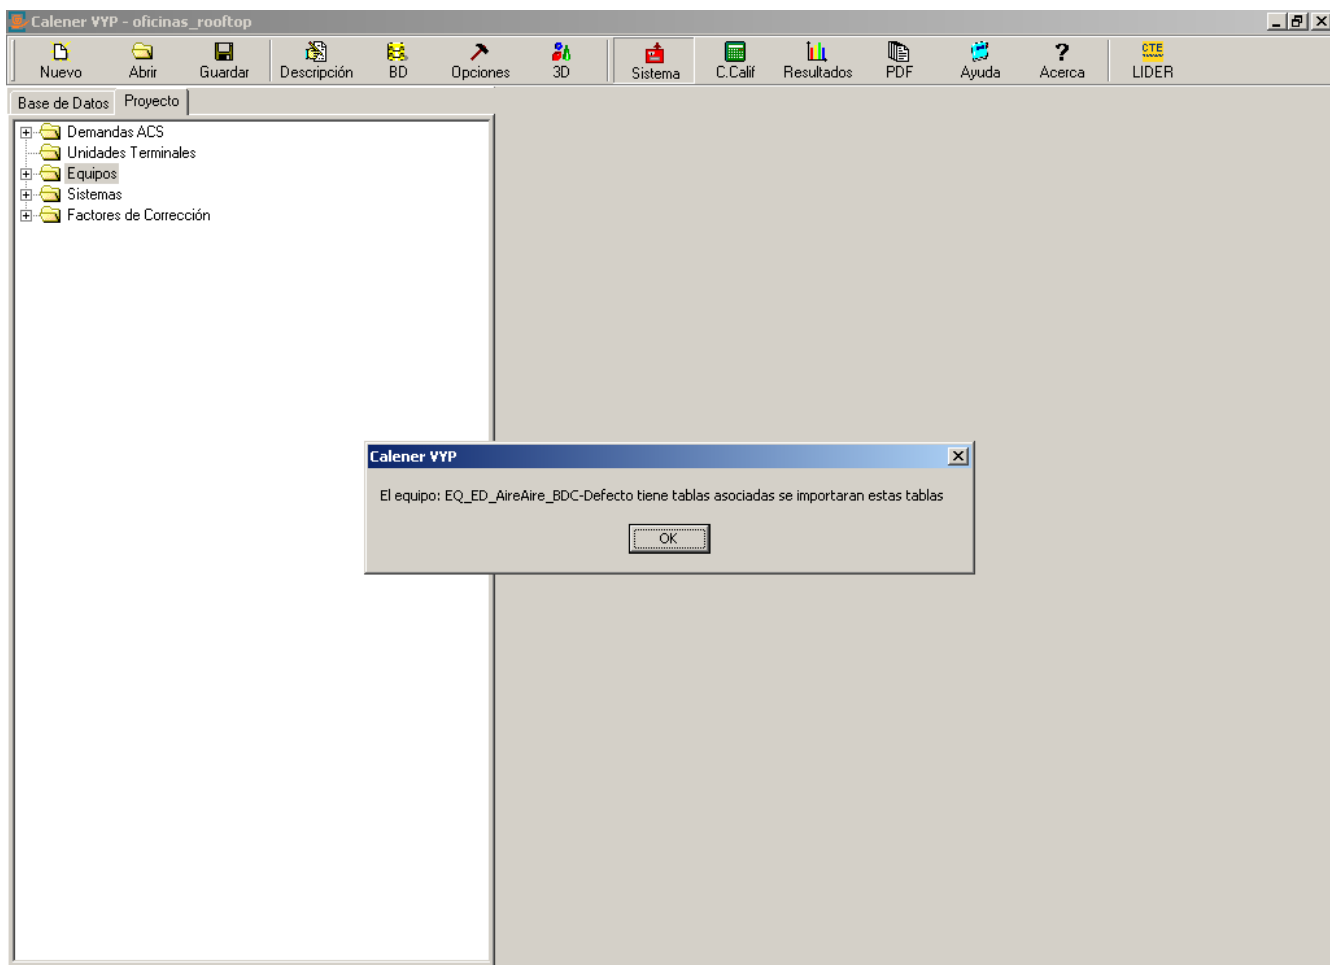 Calener VYP - oficinas_rooftop
Nuevo Abrir Guardar Descripción BD Opciones 3D Sistema C.Calif Resultados PDF Ayuda Acerca CTE LIDER
Base de Datos Proyecto
Demandas ACS
Unidades Terminales
Equipos
Sistemas
Factores de Corrección
Calener VYP
El equipo: EQ_ED_AireAire_BDC-Defecto tiene tablas asociadas se importaran estas tablas
OK